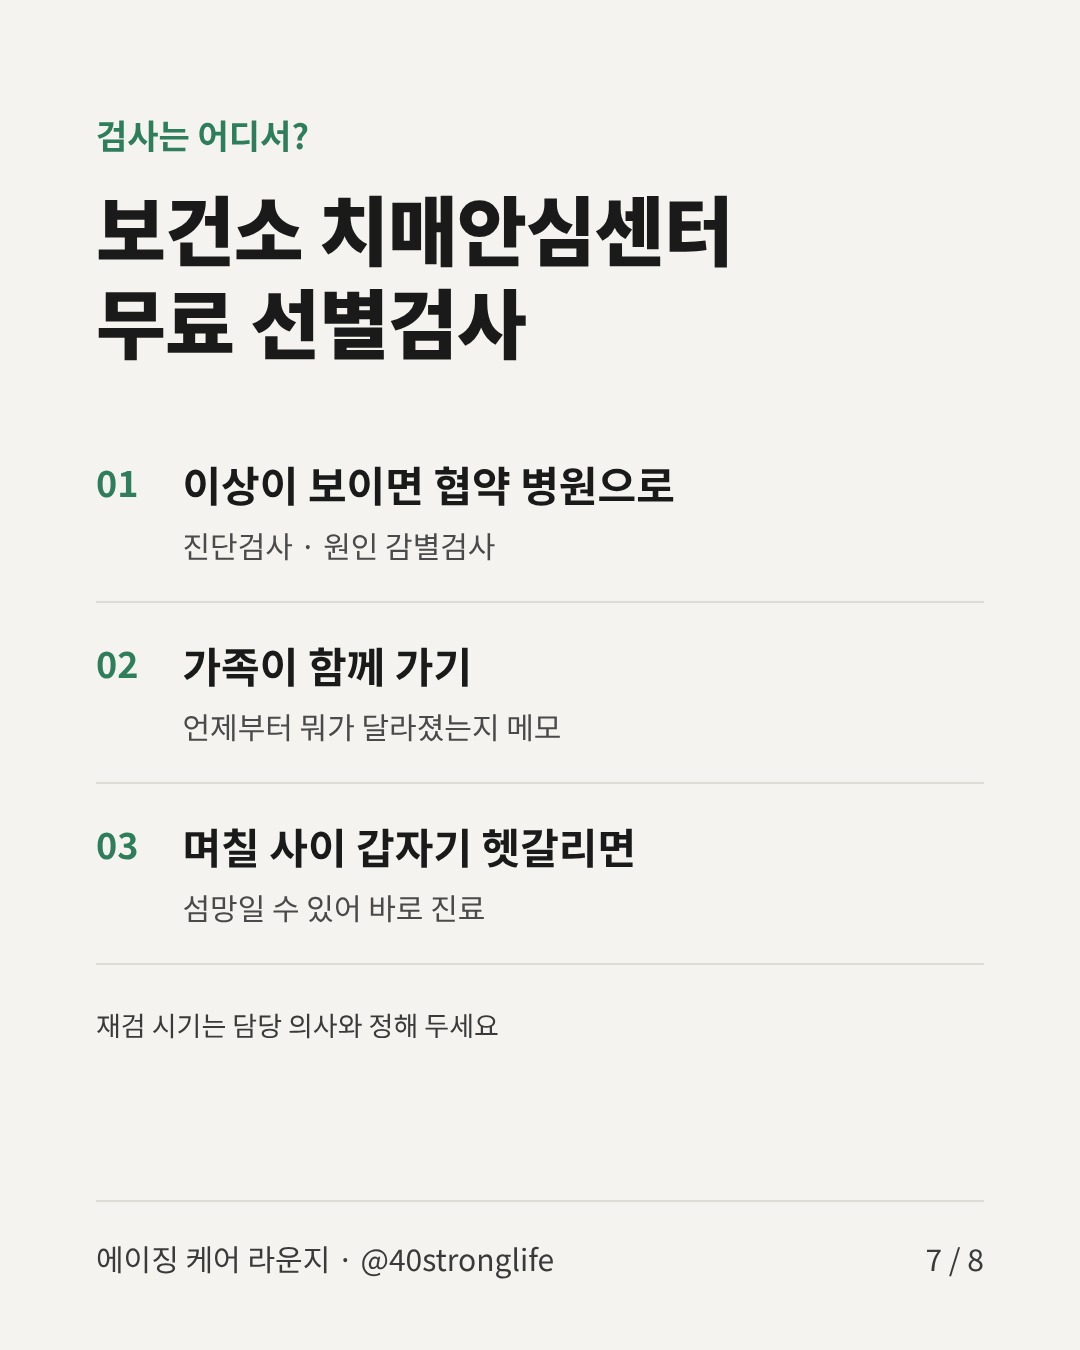 검사는 어디서?
보건소 치매안심센터
무료 선별검사
01 이상이 보이면 협약 병원으로
진단검사 · 원인 감별검사
02 가족이 함께 가기
언제부터 뭐가 달라졌는지 메모
03 며칠 사이 갑자기 헷갈리면
섬망일 수 있어 바로 진료
재검 시기는 담당 의사와 정해 두세요
에이징 케어 라운지 · @40stronglife 7 / 8